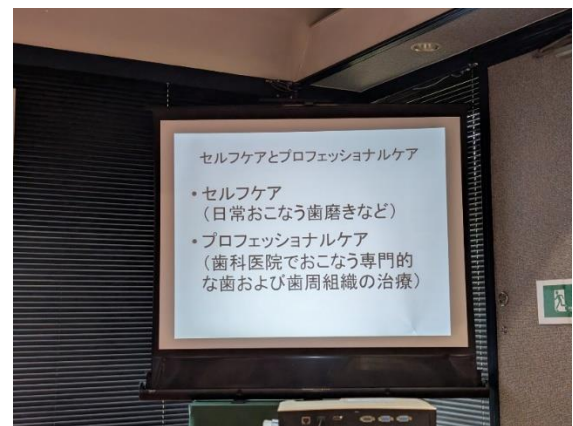 セルフケアとプロフェッショナルケア
・セルフケア
（日常おこなう歯磨きなど）
・プロフェッショナルケア
（歯科医院でおこなう専門的
な歯および歯周組織の治療）